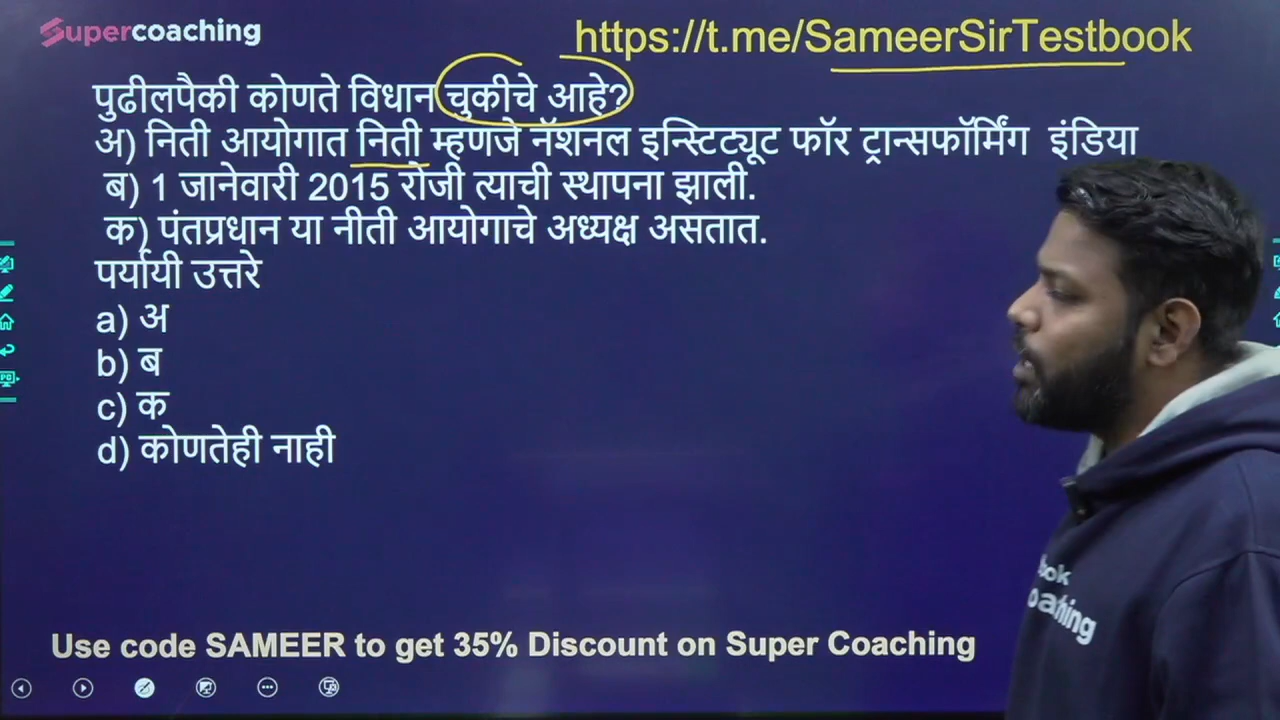 Supercoaching
https://t.me/SameerSirTestbook
पुढीलपैकी कोणते विधान चुकीचे आहे?
अ) निती आयोगात निती म्हणजे नॅशनल इन्स्टिट्यूट फॉर ट्रान्सफॉर्मिंग इंडिया
ब) 1 जानेवारी 2015 रोजी त्याची स्थापना झाली.
क) पंतप्रधान या नीती आयोगाचे अध्यक्ष असतात.
पर्यायी उत्तरे
a) अ
b) ब
c) क
d) कोणतेही नाही
Use code SAMEER to get 35% Discount on Super Coaching